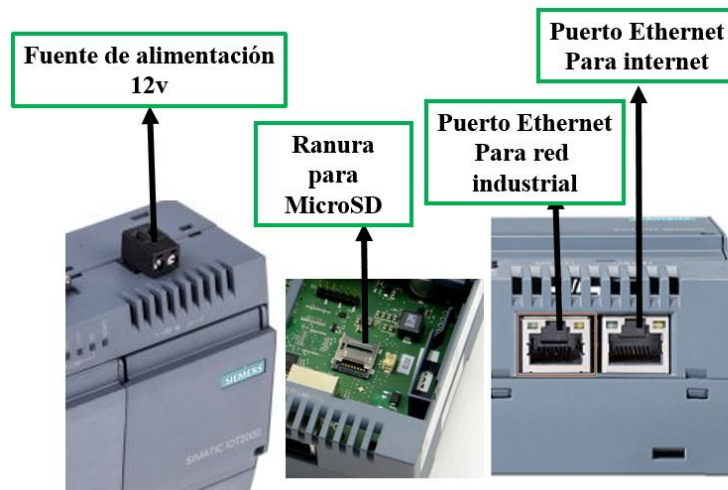 Fuente de alimentación
12v
Ranura
para
MicroSD
Puerto Ethernet
Para red
industrial
Puerto Ethernet
Para internet
SIEMENS
SIMATIC IOT2000